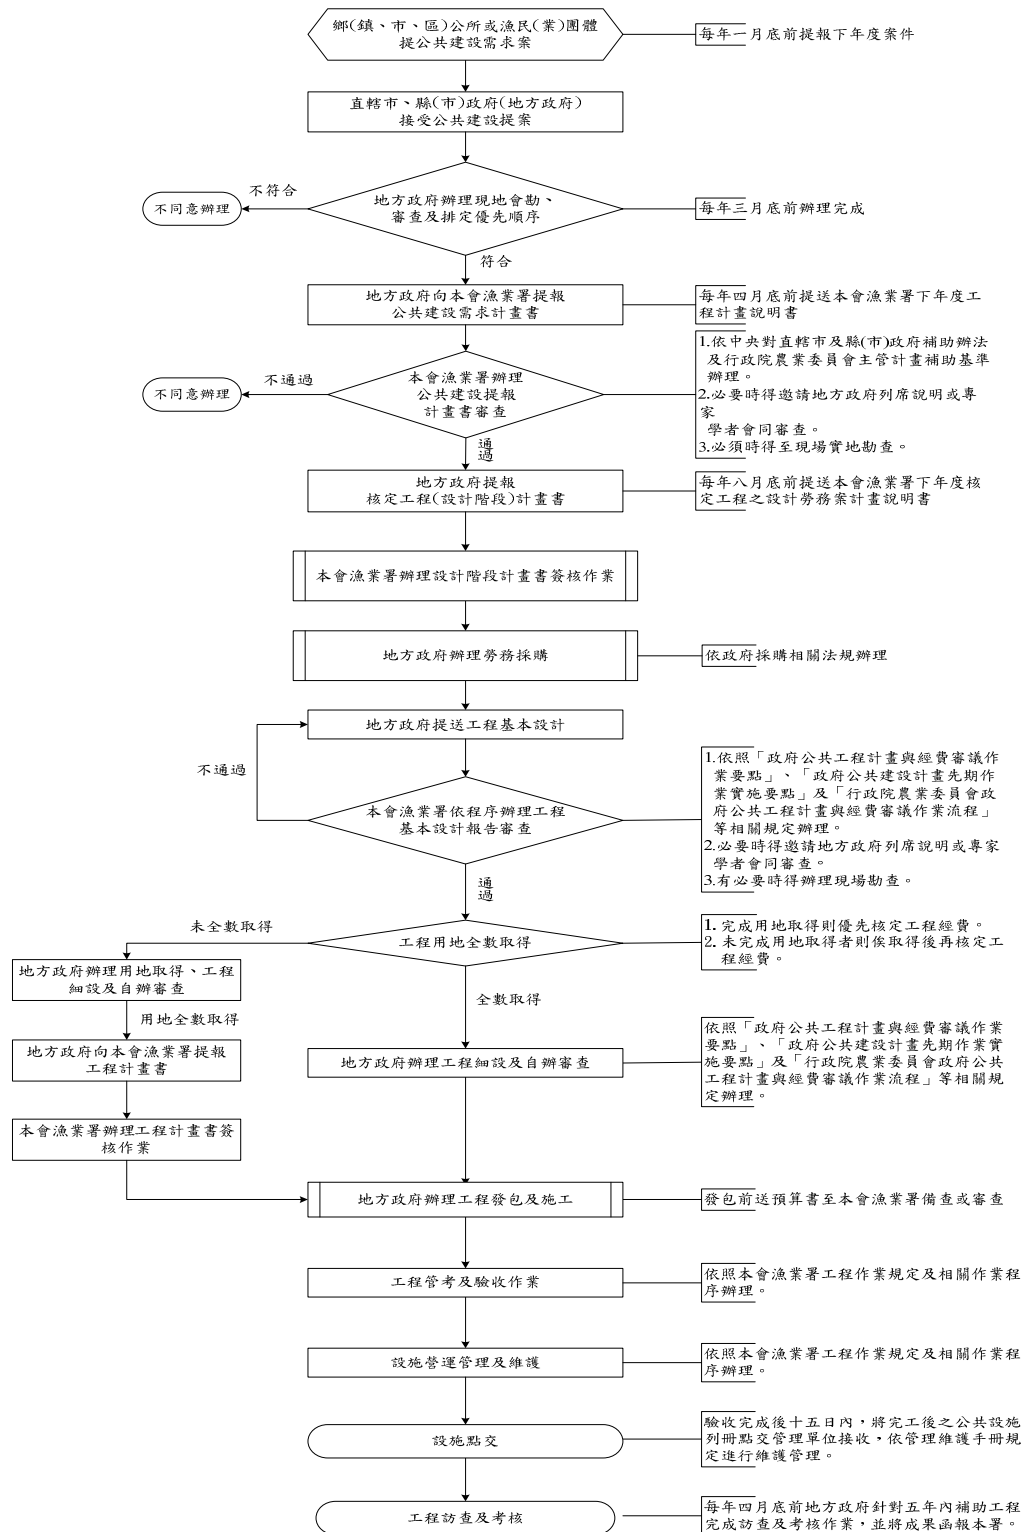 鄉(鎮、市、區)公所或漁民(業)團體
提公共建設需求案
每年一月底前提報下年度案件
直轄市、縣(市)政府(地方政府)
接受公共建設提案
不符合
不同意辦理
地方政府辦理現地會勘、
審查及排定優先順序
每年三月底前辦理完成
符合
地方政府向本會漁業署提報
公共建設需求計畫書
每年四月底前提送本會漁業署下年度工
程計畫說明書
不通過
不同意辦理
本會漁業署辦理
公共建設提報
計畫書審查
1.依中央對直轄市及縣(市)政府補助辦法
及行政院農業委員會主管計畫補助基準
辦理。
2.必要時得邀請地方政府列席說明或專
家
學者會同審查。
3.必須時得至現場實地勘查。
通
過
地方政府提報
核定工程(設計階段)計畫書
每年八月底前提送本會漁業署下年度核
定工程之設計勞務案計畫說明書
本會漁業署辦理設計階段計畫書簽核作業
地方政府辦理勞務採購
依政府採購相關法規辦理
地方政府提送工程基本設計
不通過
本會漁業署依程序辦理工程
基本設計報告審查
1.依照「政府公共工程計畫與經費審議作
業要點」、「政府公共建設計畫先期作
業實施要點」及「行政院農業委員會政
府公共工程計畫與經費審議作業流程」
等相關規定辦理。
2.必要時得邀請地方政府列席說明或專家
學者會同審查。
3.有必要時得辦理現場勘查。
通
過
未全數取得
工程用地全數取得
1. 完成用地取得則優先核定工程經費。
2. 未完成用地取得者則俟取得後再核定工
程經費。
地方政府辦理用地取得、工程
細設及自辦審查
全數取得
用地全數取得
地方政府向本會漁業署提報
工程計畫書
地方政府辦理工程細設及自辦審查
依照「政府公共工程計畫與經費審議作業
要點」、「政府公共建設計畫先期作業實
施要點」及「行政院農業委員會政府公共
工程計畫與經費審議作業流程」等相關規
定辦理。
本會漁業署辦理工程計畫書簽
核作業
地方政府辦理工程發包及施工
發包前送預算書至本會漁業署備查或審查
工程管考及驗收作業
依照本會漁業署工程作業規定及相關作業程
序辦理。
設施營運管理及維護
依照本會漁業署工程作業規定及相關作業程
序辦理。
設施點交
驗收完成後十五日內，將完工後之公共設施
列冊點交管理單位接收，依管理維護手冊規
定進行維護管理。
工程訪查及考核
每年四月底前地方政府針對五年內補助工程
完成訪查及考核作業，並將成果函報本署。